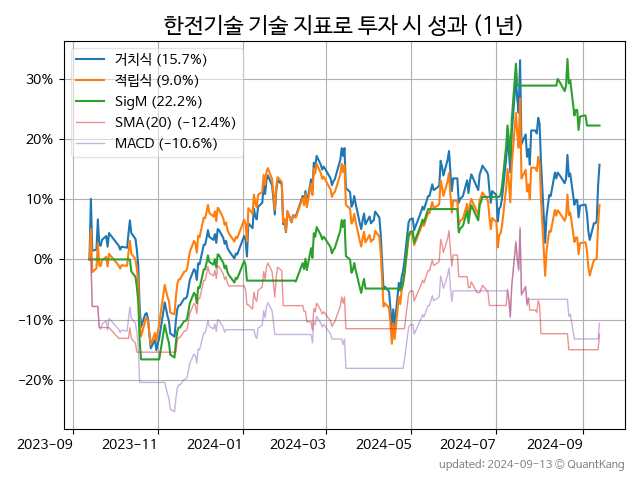 한전기술 기술 지표로 투자 시 성과 (1년)
거치식 (15.7%)
적립식 (9.0%)
SigM (22.2%)
SMA(20) (−12.4%)
MACD (−10.6%)
30%
20%
10%
0%
−10%
−20%
2023-09
2023-11
2024-01
2024-03
2024-05
2024-07
2024-09
updated: 2024-09-13 ⓒ QuantKang